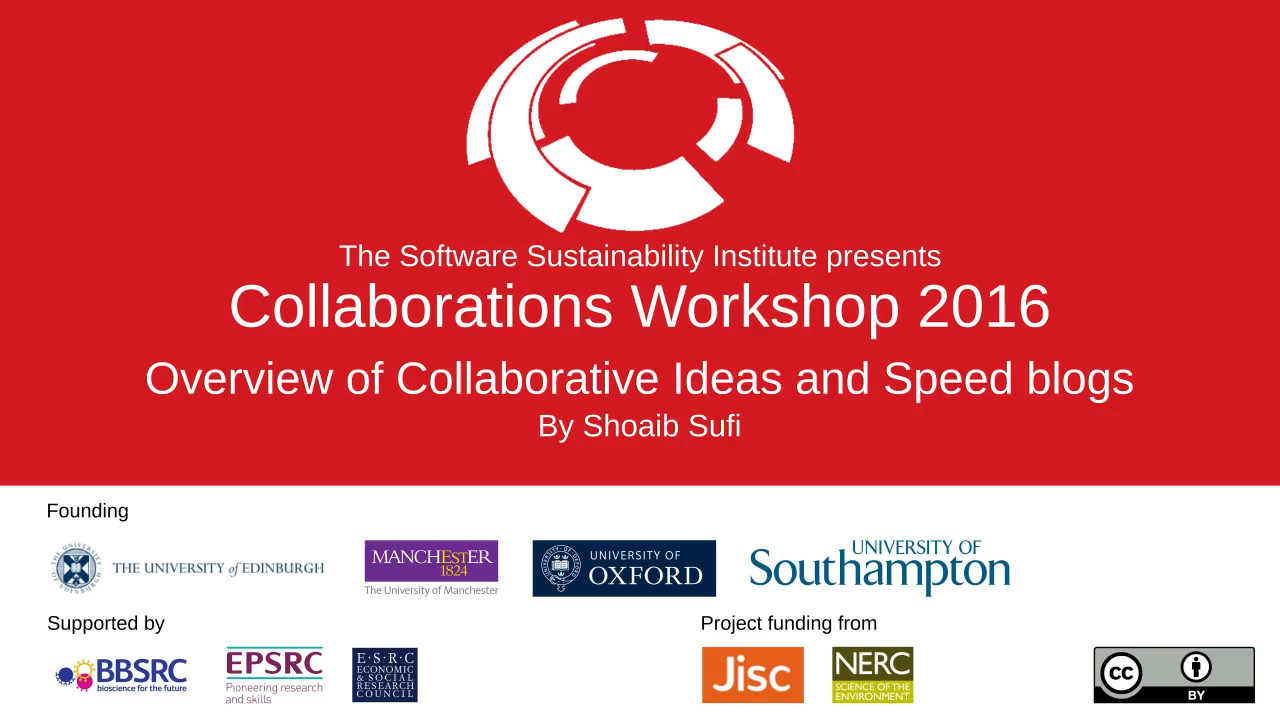 The Software Sustainability Institute presents
Collaborations Workshop 2016
Overview of Collaborative Ideas and Speed blogs
By Shoaib Sufi
Founding
THE UNIVERSITY of EDINBURGH
MANCHESTER
1824
The University of Manchester
UNIVERSITY OF
OXFORD
UNIVERSITY OF
Southampton
Supported by
Project funding from
BBSRC
bioscience for the future
EPSRC
Pioneering research
and skills
E·S·R·C
ECONOMIC
& SOCIAL
RESEARCH
COUNCIL
Jisc
NERC
SCIENCE OF THE
ENVIRONMENT
cc
BY